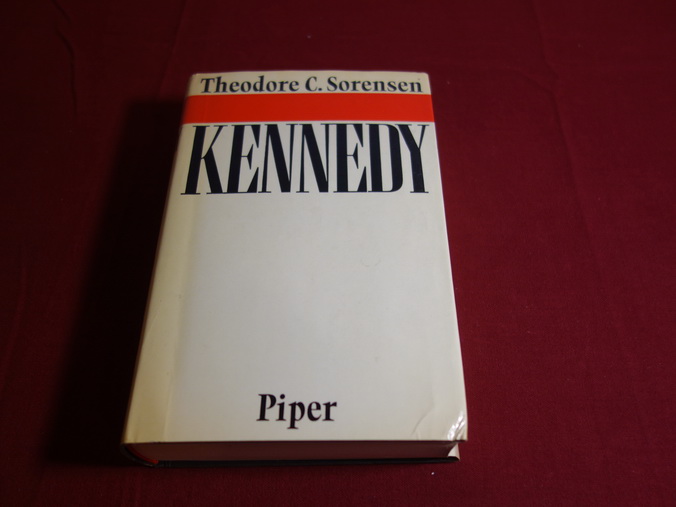 Theodore C. Sorensen
KENNEDY
Piper